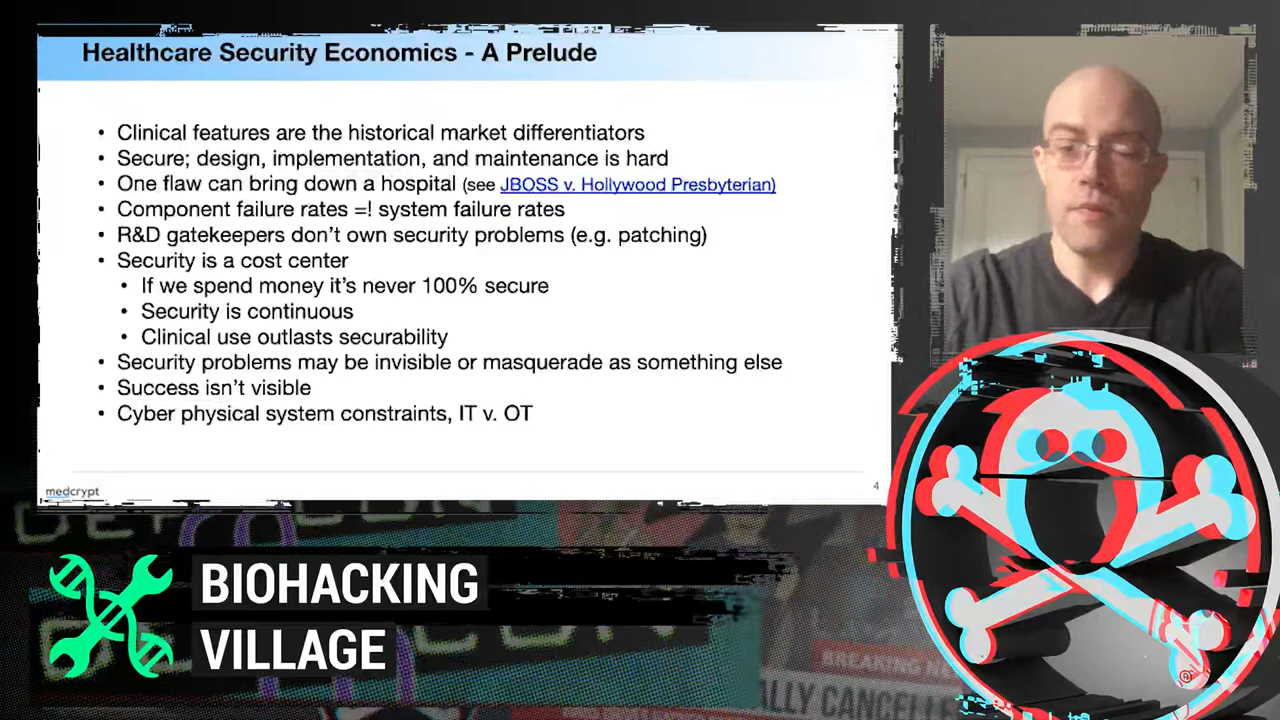 Healthcare Security Economics - A Prelude
• Clinical features are the historical market differentiators
• Secure; design, implementation, and maintenance is hard
• One flaw can bring down a hospital (see JBOSS v. Hollywood Presbyterian)
• Component failure rates =! system failure rates
• R&D gatekeepers don't own security problems (e.g. patching)
• Security is a cost center
• If we spend money it's never 100% secure
• Security is continuous
• Clinical use outlasts securability
• Security problems may be invisible or masquerade as something else
• Success isn't visible
• Cyber physical system constraints, IT v. OT
medcrypt
4
BIOHACKING
VILLAGE
BREAKING
ALLY CANCELLE
®